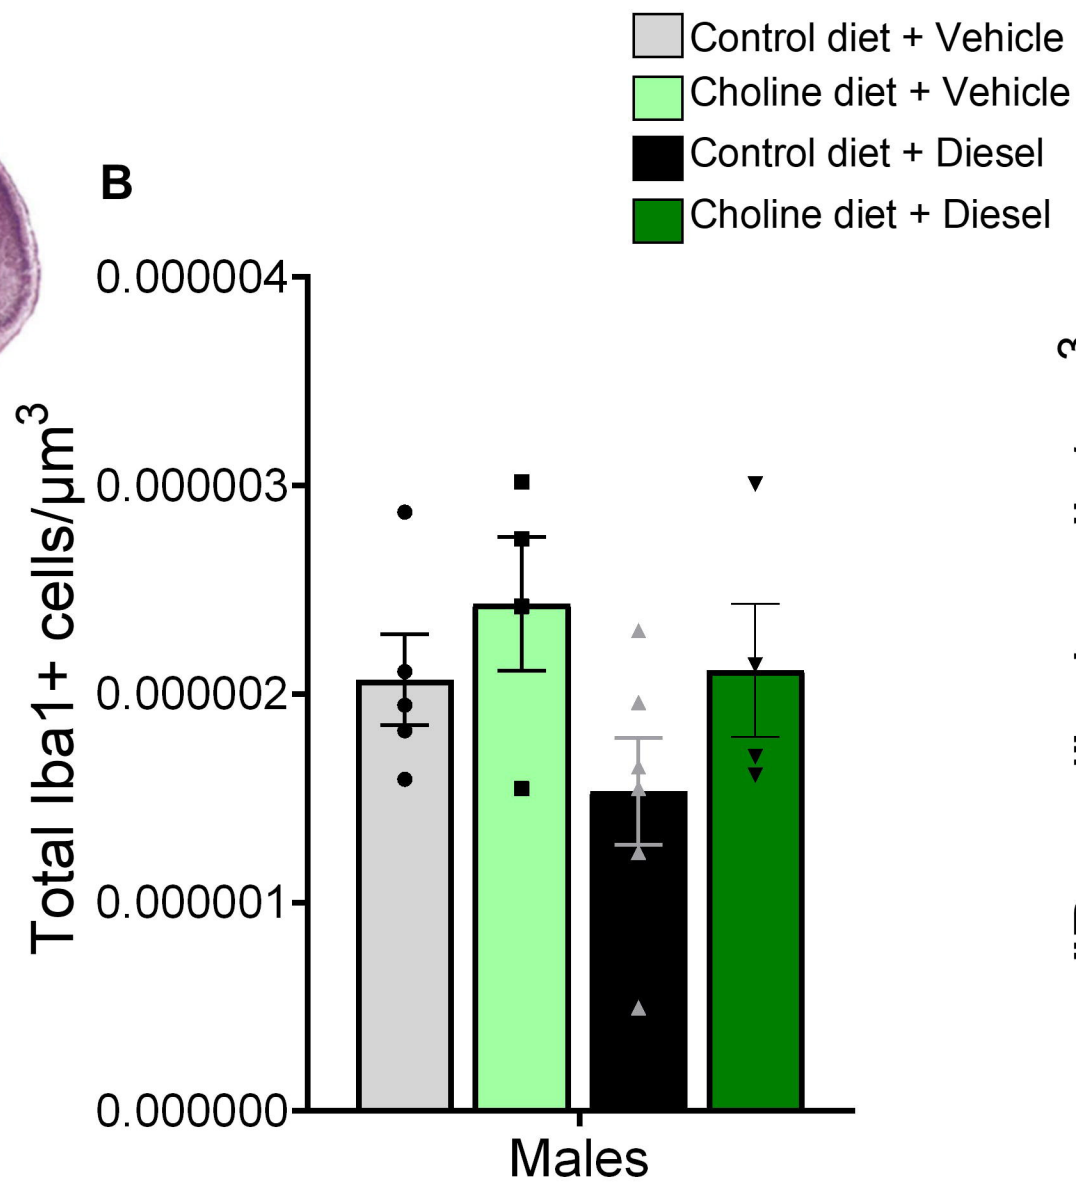 Control diet + Vehicle
Choline diet + Vehicle
Control diet + Diesel
Choline diet + Diesel
B
0.000004
0.000003
0.000002
0.000001
0.000000
Total Iba1+ cells/μm³
Males
3